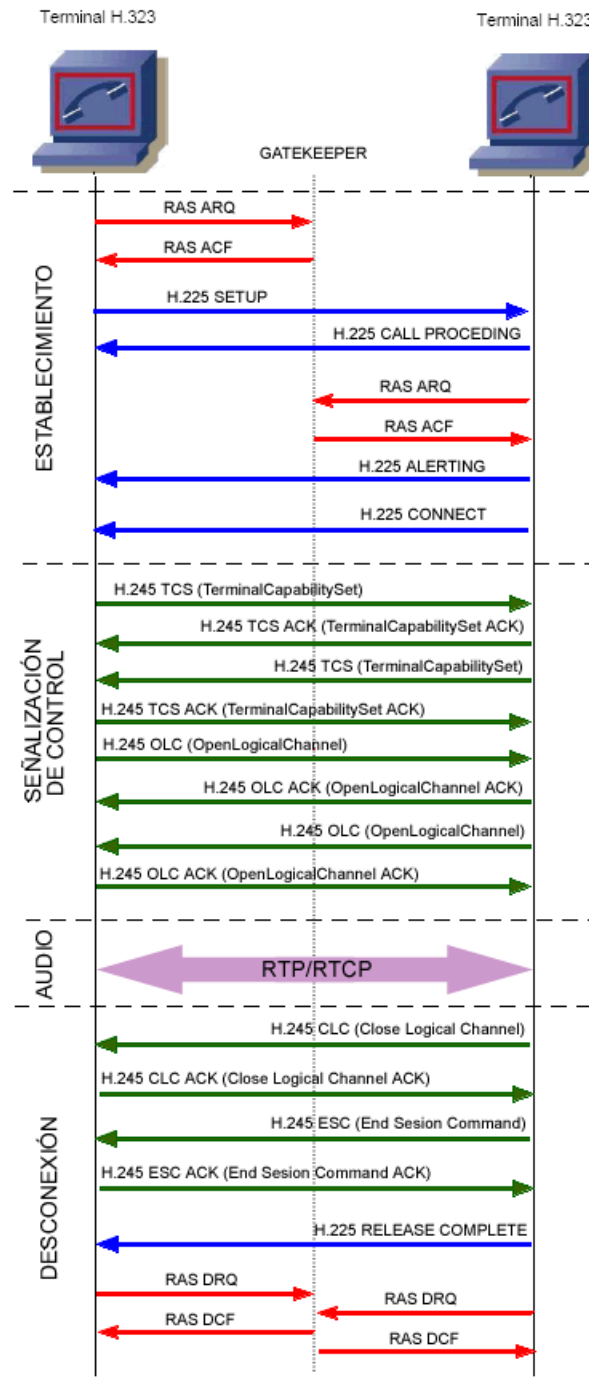 Terminal H.323
Terminal H.323
GATEKEEPER
ESTABLECIMIENTO
RAS ARQ
RAS ACF
H.225 SETUP
H.225 CALL PROCEDING
RAS ARQ
RAS ACF
H.225 ALERTING
H.225 CONNECT
SEÑALIZACIÓN
DE CONTROL
H.245 TCS (TerminalCapabilitySet)
H.245 TCS ACK (TerminalCapabilitySet ACK)
H.245 TCS (TerminalCapabilitySet)
H.245 TCS ACK (TerminalCapabilitySet ACK)
H.245 OLC (OpenLogicalChannel)
H.245 OLC ACK (OpenLogicalChannel ACK)
H.245 OLC (OpenLogicalChannel)
H.245 OLC ACK (OpenLogicalChannel ACK)
AUDIO
RTP/RTCP
DESCONEXIÓN
H.245 CLC (Close Logical Channel)
H.245 CLC ACK (Close Logical Channel ACK)
H.245 ESC (End Sesion Command)
H.245 ESC ACK (End Sesion Command ACK)
H.225 RELEASE COMPLETE
RAS DRQ
RAS DRQ
RAS DCF
RAS DCF